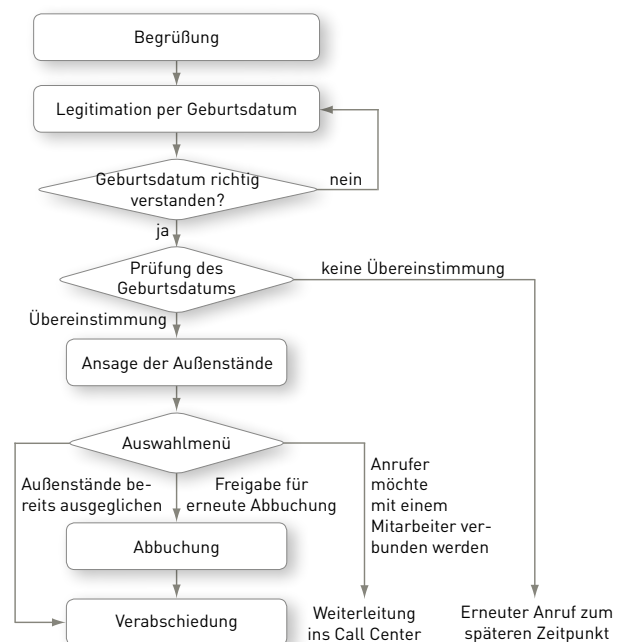 Begrüßung
Legitimation per Geburtsdatum
Geburtsdatum richtig
verstanden?
nein
ja
Prüfung des
Geburtsdatums
keine Übereinstimmung
Übereinstimmung
Ansage der Außenstände
Auswahlmenü
Außenstände be-
reits ausgeglichen
Freigabe für
erneute Abbuchung
Anrufer
möchte
mit einem
Mitarbeiter ver-
bunden werden
Abbuchung
Verabschiedung
Weiterleitung
ins Call Center
Erneuter Anruf zum
späteren Zeitpunkt